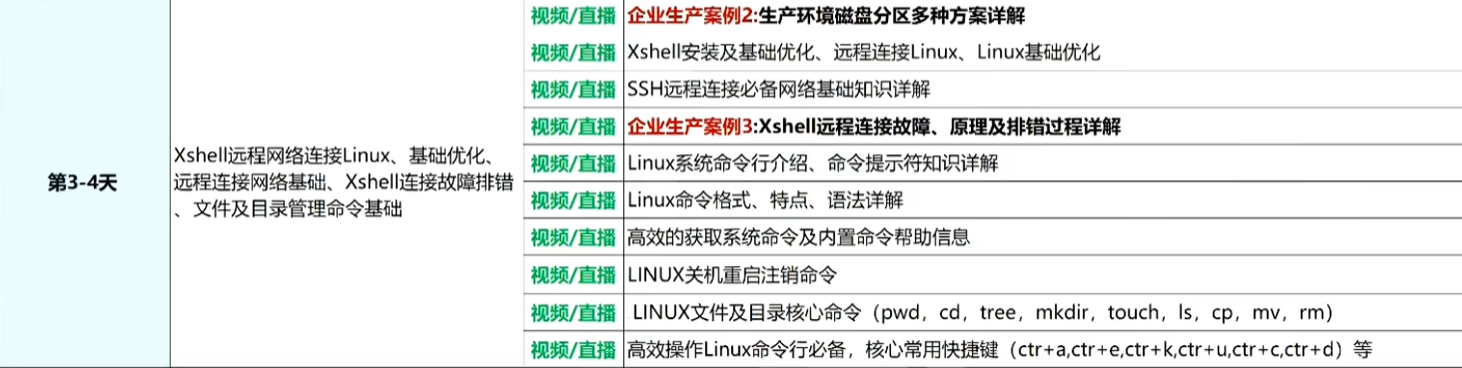 视频/直播 企业生产案例2:生产环境磁盘分区多种方案详解
视频/直播 Xshell安装及基础优化、远程连接Linux、Linux基础优化
视频/直播 SSH远程连接必备网络基础知识详解
视频/直播 企业生产案例3:Xshell远程连接故障、原理及排错过程详解
第3-4天
Xshell远程网络连接Linux、基础优化、
远程连接网络基础、Xshell连接故障排错
、文件及目录管理命令基础
视频/直播 Linux系统命令行介绍、命令提示符知识详解
视频/直播 Linux命令格式、特点、语法详解
视频/直播 高效的获取系统命令及内置命令帮助信息
视频/直播 LINUX关机重启注销命令
视频/直播 LINUX文件及目录核心命令（pwd，cd，tree，mkdir，touch，ls，cp，mv，rm）
视频/直播 高效操作Linux命令行必备，核心常用快捷键（ctr+a,ctr+e,ctr+k,ctr+u,ctr+c,ctr+d）等